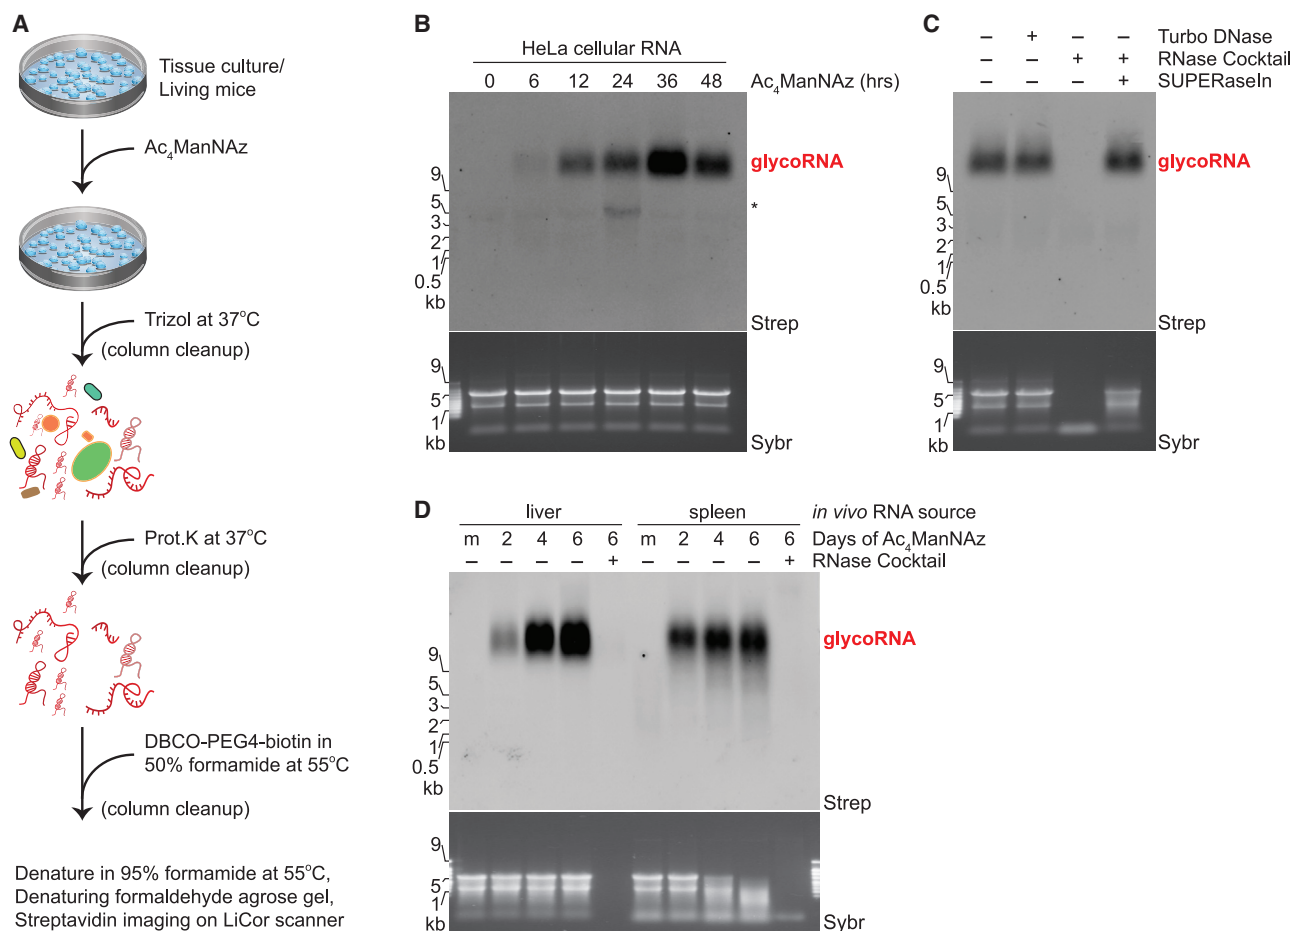 A
Tissue culture/
Living mice
Ac4ManNAz
Trizol at 37°C
(column cleanup)
Prot.K at 37°C
(column cleanup)
DBCO-PEG4-biotin in
50% formamide at 55°C
(column cleanup)
Denature in 95% formamide at 55°C,
Denaturing formaldehyde agrose gel,
Streptavidin imaging on LiCor scanner
B
HeLa cellular RNA
0 6 12 24 36 48 Ac4ManNAz (hrs)
glycoRNA
9
5
3
2
1
0.5
kb
*
Strep
9
5
1
kb
Sybr
C
– + – – Turbo DNase
– – + + RNase Cocktail
– – – + SUPERaseIn
glycoRNA
9
5
3
2
1
0.5
kb
Strep
9
5
1
kb
Sybr
D
liver spleen in vivo RNA source
m 2 4 6 6 m 2 4 6 6 Days of Ac4ManNAz
– – – – + – – – – + RNase Cocktail
glycoRNA
9
5
3
2
1
0.5
kb
Strep
9
5
1
kb
Sybr